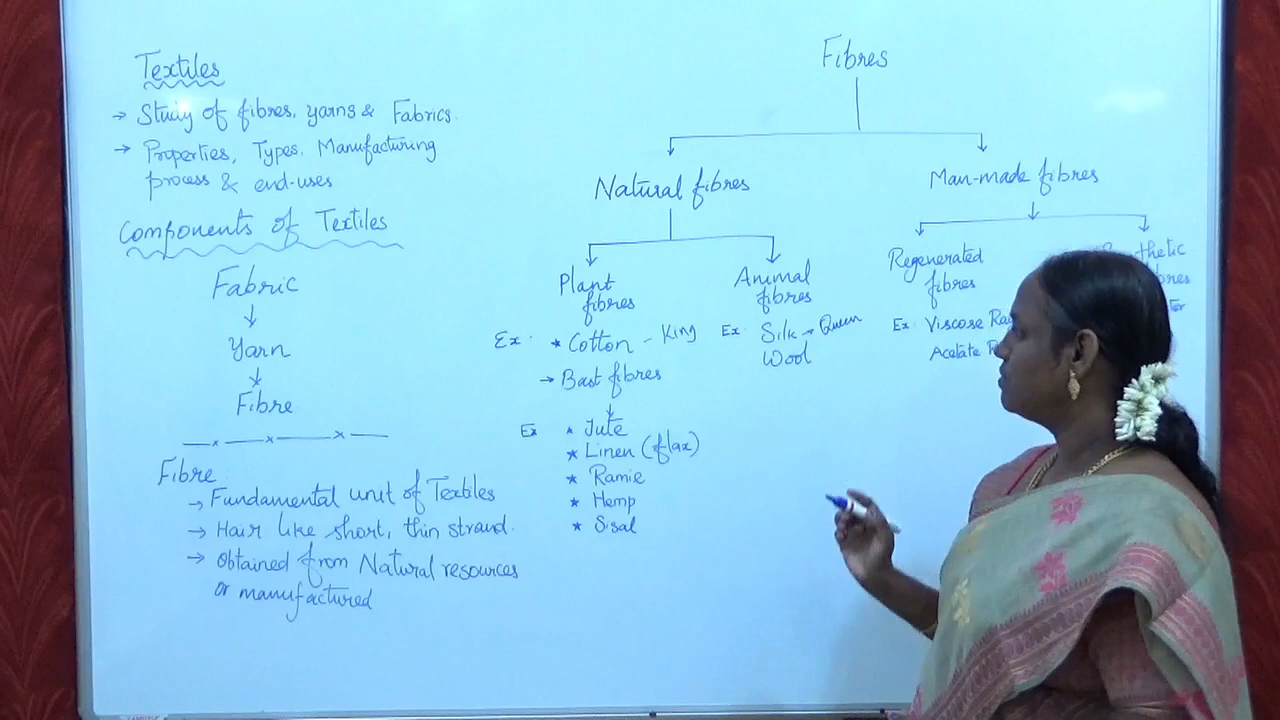 Textiles
→ Study of fibres, yarns & Fabrics.
→ Properties, Types, Manufacturing
process & end-uses
Components of Textiles
Fabric
↓
Yarn
↓
Fibre
Fibre
→ Fundamental unit of Textiles
→ Hair like short, thin strand.
→ Obtained from Natural resources
or manufactured
Fibres
Natural fibres
Man-made fibres
Plant
fibres
Animal
fibres
Regenerated
fibres
Ex: * Cotton - King
→ Bast fibres
↓
Ex * Jute
* Linen (flax)
* Ramie
* Hemp
* Sisal
Ex: Silk → Queen
Wool
Ex: Viscose
Acetate